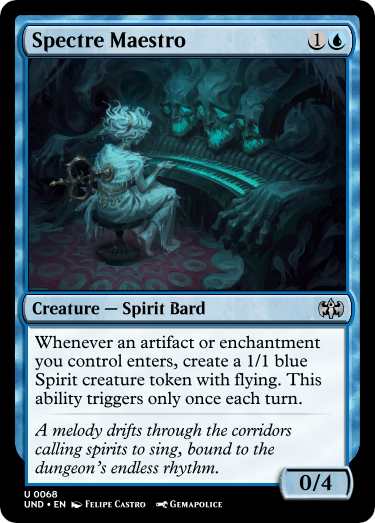 Spectre Maestro
1
Creature — Spirit Bard
Whenever an artifact or enchantment
you control enters, create a 1/1 blue
Spirit creature token with flying. This
ability triggers only once each turn.
A melody drifts through the corridors
calling spirits to sing, bound to the
dungeon's endless rhythm.
0/4
U 0068
UND • EN Felipe Castro Gemapolice